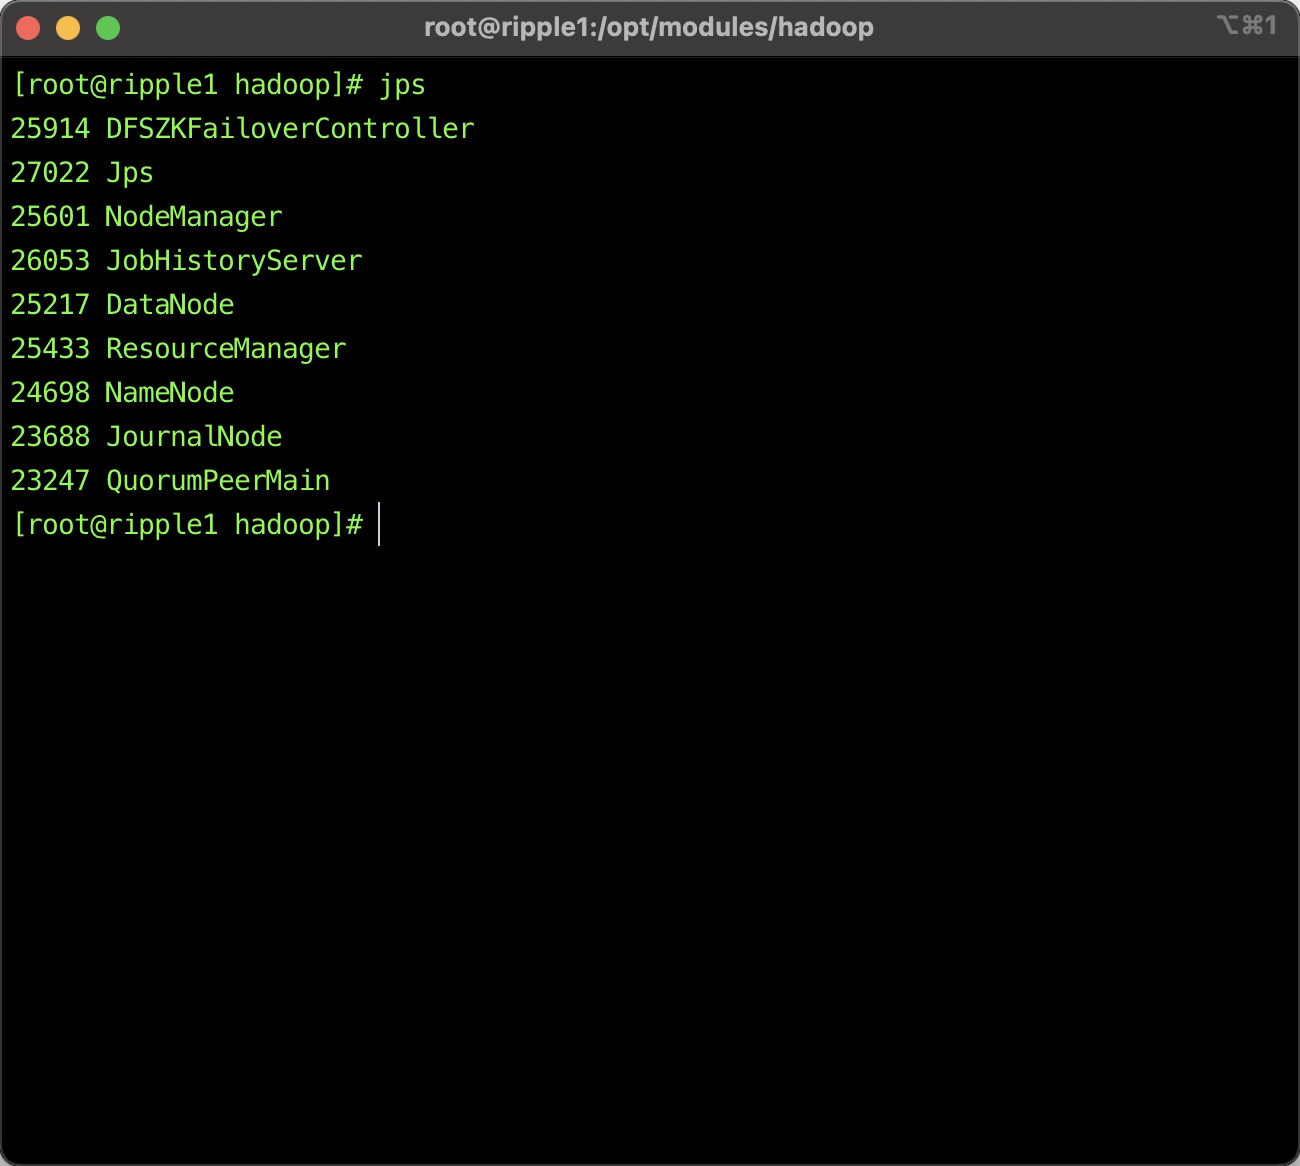 root@ripple1:/opt/modules/hadoop
⌥⌘1
[root@ripple1 hadoop]# jps
25914 DFSZKFailoverController
27022 Jps
25601 NodeManager
26053 JobHistoryServer
25217 DataNode
25433 ResourceManager
24698 NameNode
23688 JournalNode
23247 QuorumPeerMain
[root@ripple1 hadoop]#